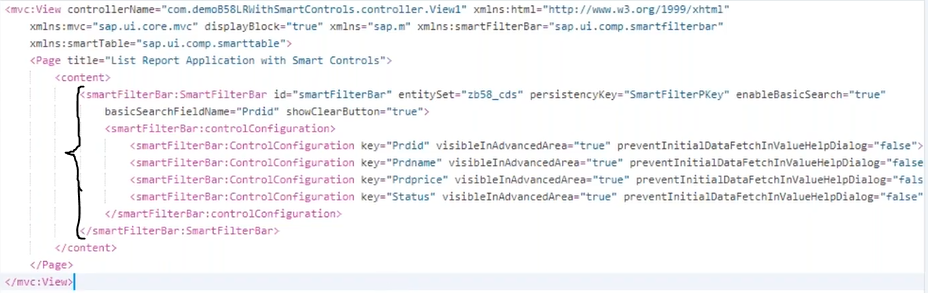 <mvc:View controllerName="com.demoB58LRWithSmartControls.controller.View1" xmlns:html="http://www.w3.org/1999/xhtml"
xmlns:mvc="sap.ui.core.mvc" displayBlock="true" xmlns="sap.m" xmlns:smartFilterBar="sap.ui.comp.smartfilterbar"
xmlns:smartTable="sap.ui.comp.smarttable">
<Page title="List Report Application with Smart Controls">
<content>
<smartFilterBar:SmartFilterBar id="smartFilterBar" entitySet="zb58_cds" persistencyKey="SmartFilterPKey" enableBasicSearch="true"
basicSearchFieldName="Prdid" showClearButton="true">
<smartFilterBar:controlConfiguration>
<smartFilterBar:ControlConfiguration key="Prdid" visibleInAdvancedArea="true" preventInitialDataFetchInValueHelpDialog="false">
<smartFilterBar:ControlConfiguration key="Prdname" visibleInAdvancedArea="true" preventInitialDataFetchInValueHelpDialog="false
<smartFilterBar:ControlConfiguration key="Prdprice" visibleInAdvancedArea="true" preventInitialDataFetchInValueHelpDialog="fals
<smartFilterBar:ControlConfiguration key="Status" visibleInAdvancedArea="true" preventInitialDataFetchInValueHelpDialog="false"
</smartFilterBar:controlConfiguration>
</smartFilterBar:SmartFilterBar>
</content>
</Page>
</mvc:View>